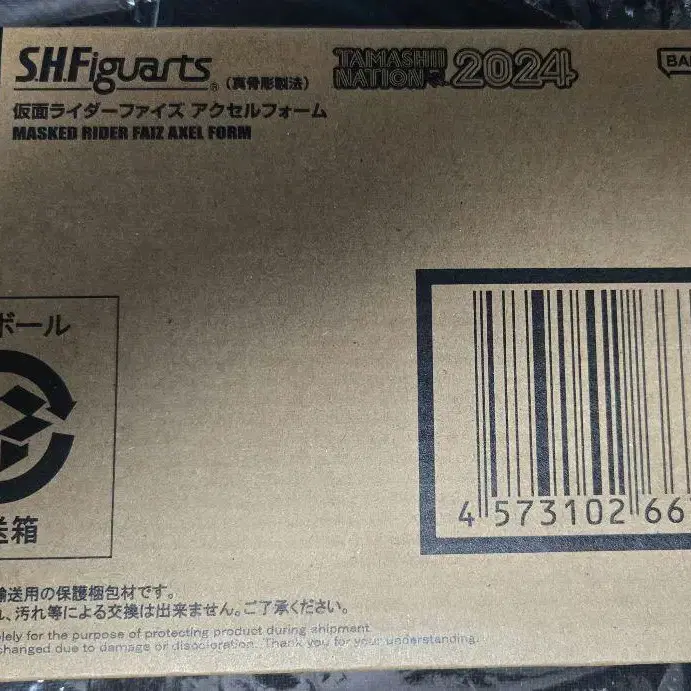 S.H.Figuarts® (真骨彫製法)
TAMASHII NATION 2024
BAN
仮面ライダーファイズ アクセルフォーム
MASKED RIDER FAIZ AXEL FORM
ボール
送箱
4 573102 66
輸送用の保護梱包材です。
、汚れ等による交換は出来ません。ご了承ください。
lely for the purpose of protecting product during shipment
changed due to damage or discoloration. Thank you for your understanding.